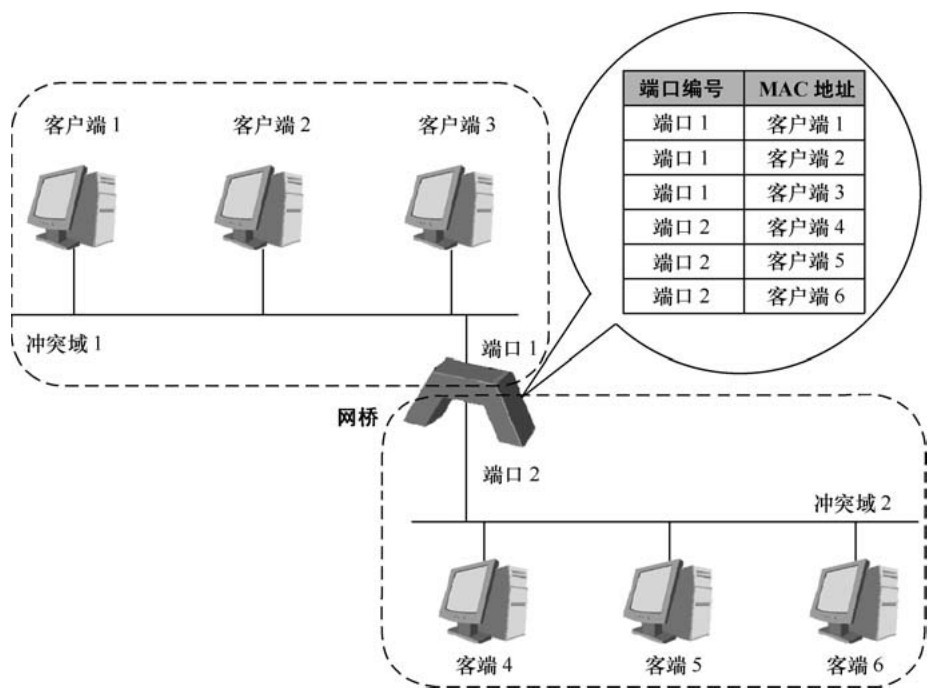 客户端 1
客户端 2
客户端 3
冲突域 1
端口 1
端口编号 MAC 地址
端口 1 客户端 1
端口 1 客户端 2
端口 1 客户端 3
端口 2 客户端 4
端口 2 客户端 5
端口 2 客户端 6
网桥
端口 2
冲突域 2
客端 4
客端 5
客端 6